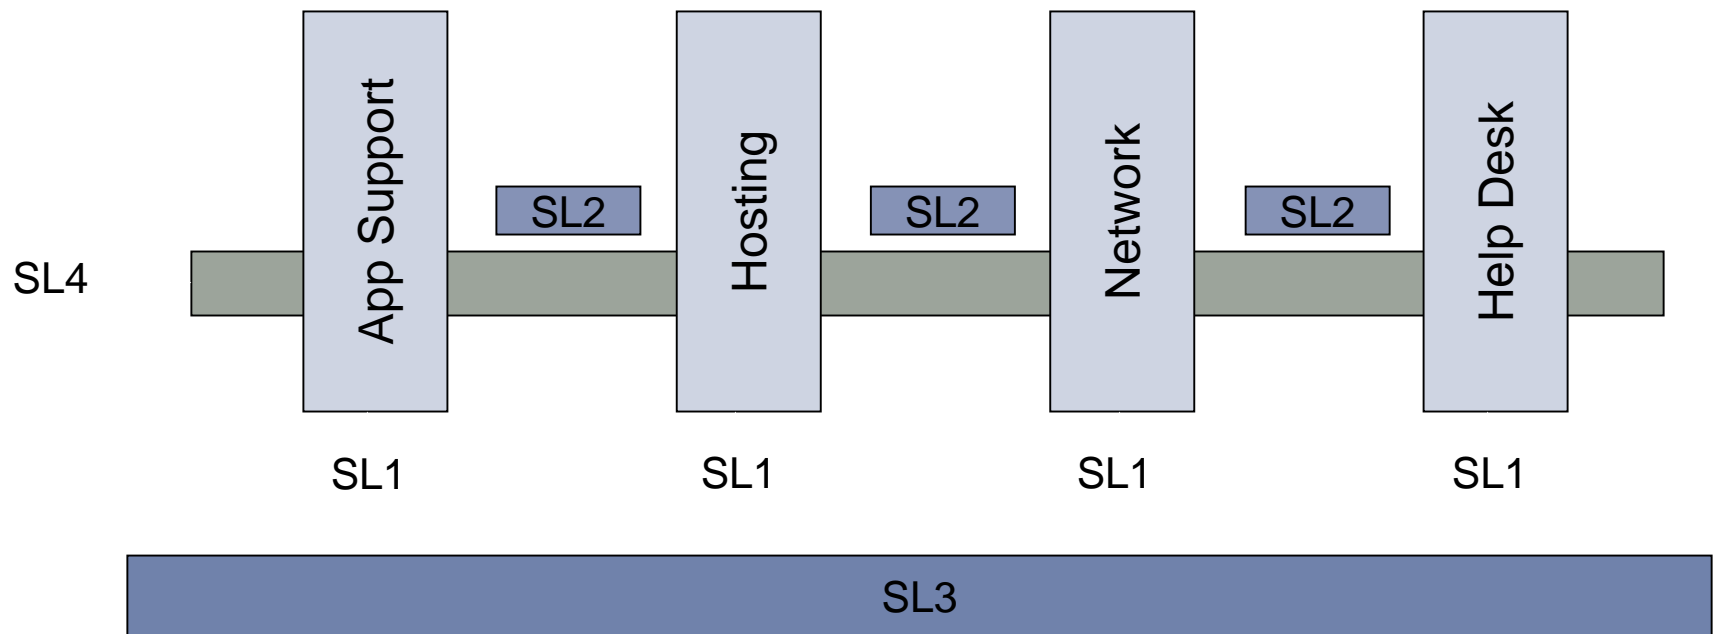 App Support
Hosting
Network
Help Desk
SL2
SL2
SL2
SL4
SL1
SL1
SL1
SL1
SL3